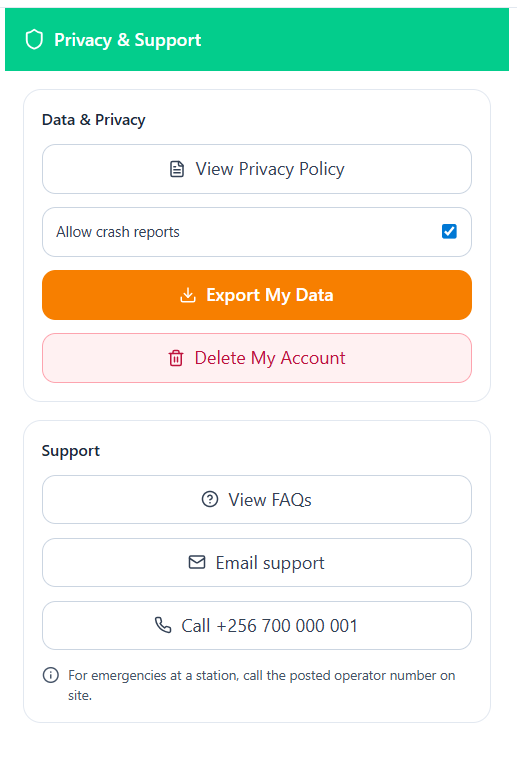 Privacy & Support
Data & Privacy
View Privacy Policy
Allow crash reports
Export My Data
Delete My Account
Support
View FAQs
Email support
Call +256 700 000 001
For emergencies at a station, call the posted operator number on
site.